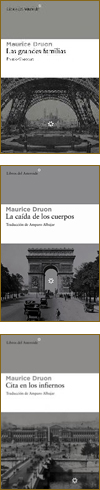 Libros del Asteroide
Maurice Druon
Las grandes familias
Maurice Druon
La caída de los cuerpos
Traducción de Amparo Albajar
Libros del Asteroide
Maurice Druon
Cita en los infiernos
Traducción de Amparo Albajar